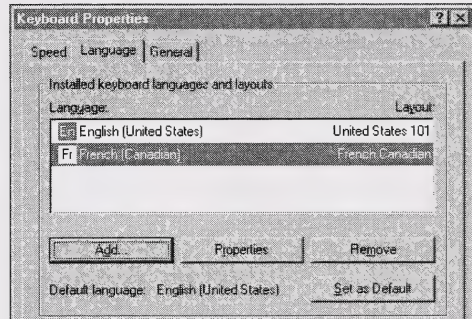 Keyboard Properties
Speed Language General
Installed keyboard languages and layouts
Language: Layout:
En English (United States) United States 101
Fr French (Canadian) French Canadian
Add... Properties Remove
Default language: English (United States) Set as Default